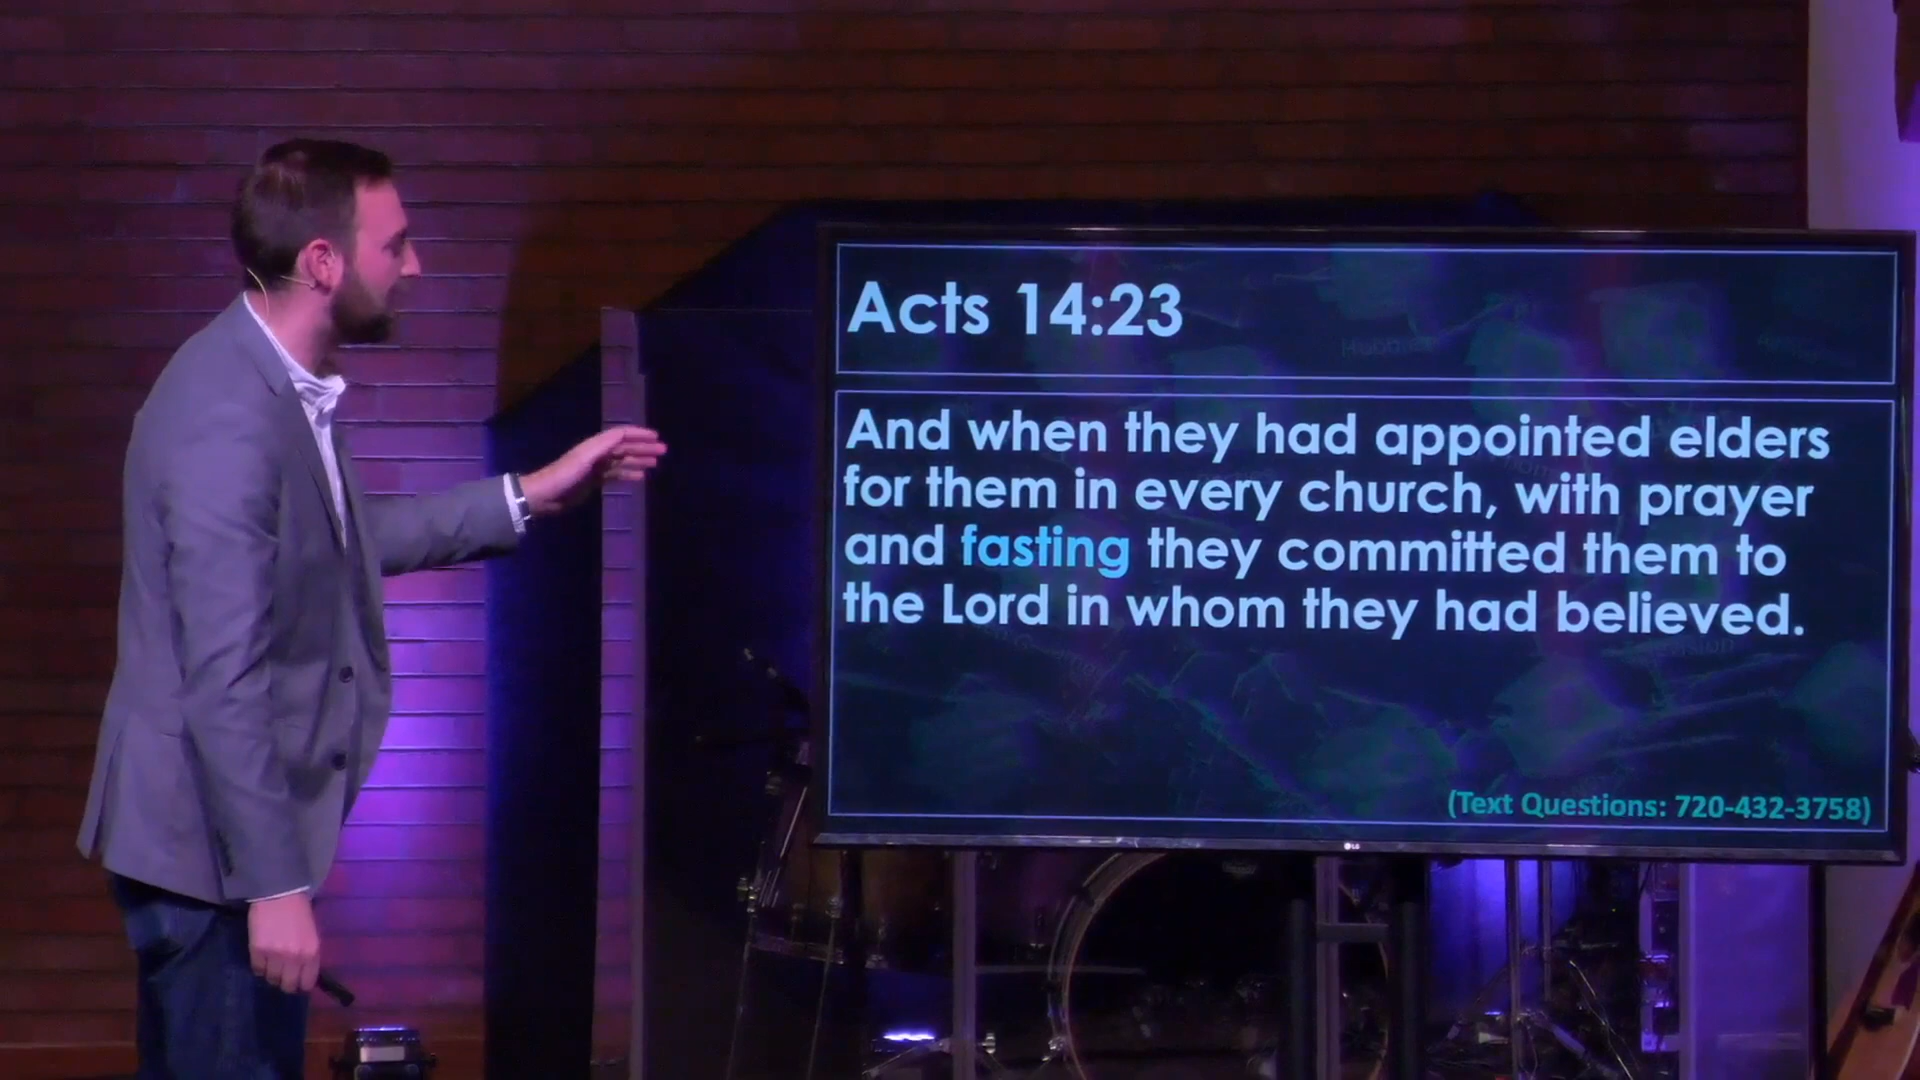 Acts 14:23
And when they had appointed elders
for them in every church, with prayer
and fasting they committed them to
the Lord in whom they had believed.
(Text Questions: 720-432-3758)
LG